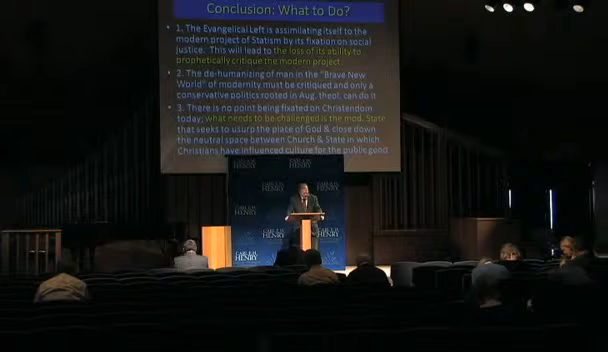 Conclusion: What to Do?
• 1. The Evangelical Left is assimilating itself to the
modern project of Statism by its fixation on social
justice. This will lead to the loss of its ability to
prophetically critique the modern project
• 2. The de-humanizing of man in the "Brave New
World" of modernity must be critiqued and only a
conservative politics rooted in Aug. theol. can do it
• 3. There is no point being fixated on Christendom
today; what needs to be challenged is the mod. State
that seeks to usurp the place of God & close down
the neutral space between Church & State in which
Christians have influenced culture for the public good
HENRY
HENRY
HENRY
HENRY
HENRY
HENRY